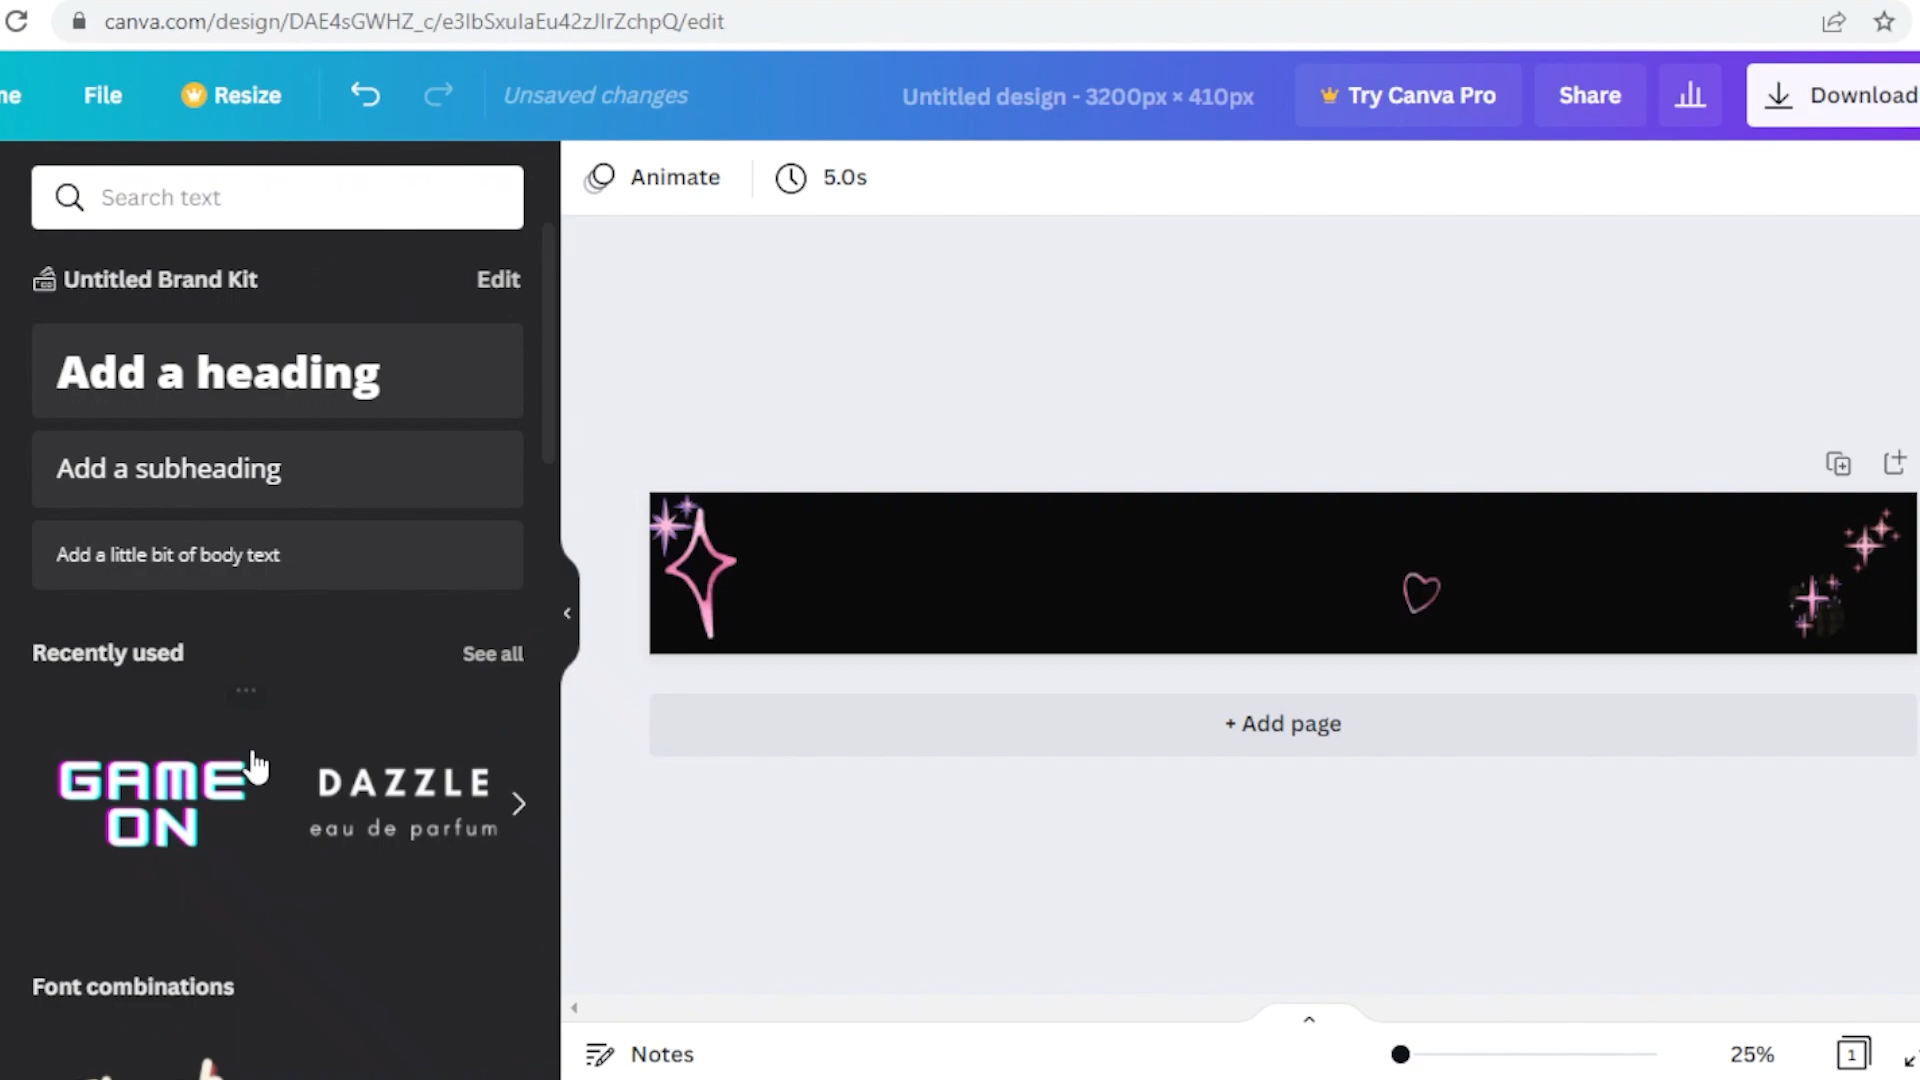 canva.com/design/DAE4sGWHZ_c/e3lbSxulaEu42zJlrZchpQ/edit
me File Resize Unsaved changes Untitled design - 3200px × 410px Try Canva Pro Share Download
Search text
Animate 5.0s
Untitled Brand Kit Edit
Add a heading
Add a subheading
Add a little bit of body text
Recently used See all
+ Add page
GAME
ON
DAZZLE
eau de parfum
Font combinations
Notes 25% 1